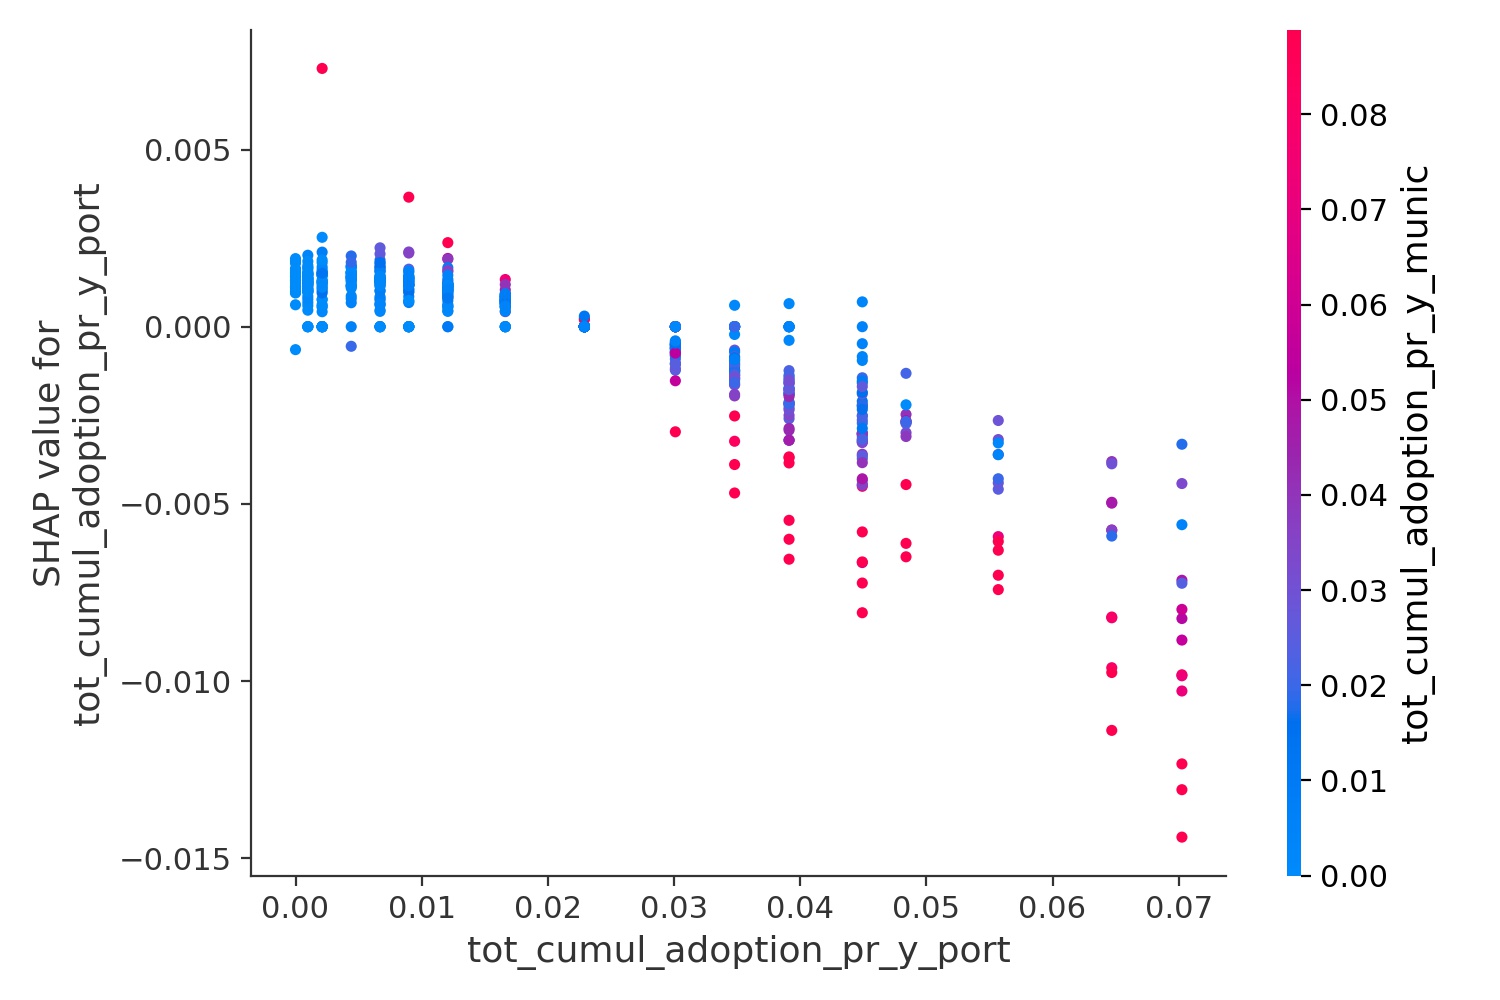 SHAP value for
tot_cumul_adoption_pr_y_port
0.005
0.000
−0.005
−0.010
−0.015
0.00 0.01 0.02 0.03 0.04 0.05 0.06 0.07
tot_cumul_adoption_pr_y_port
0.08
0.07
0.06
0.05
0.04
0.03
0.02
0.01
0.00
tot_cumul_adoption_pr_y_munic